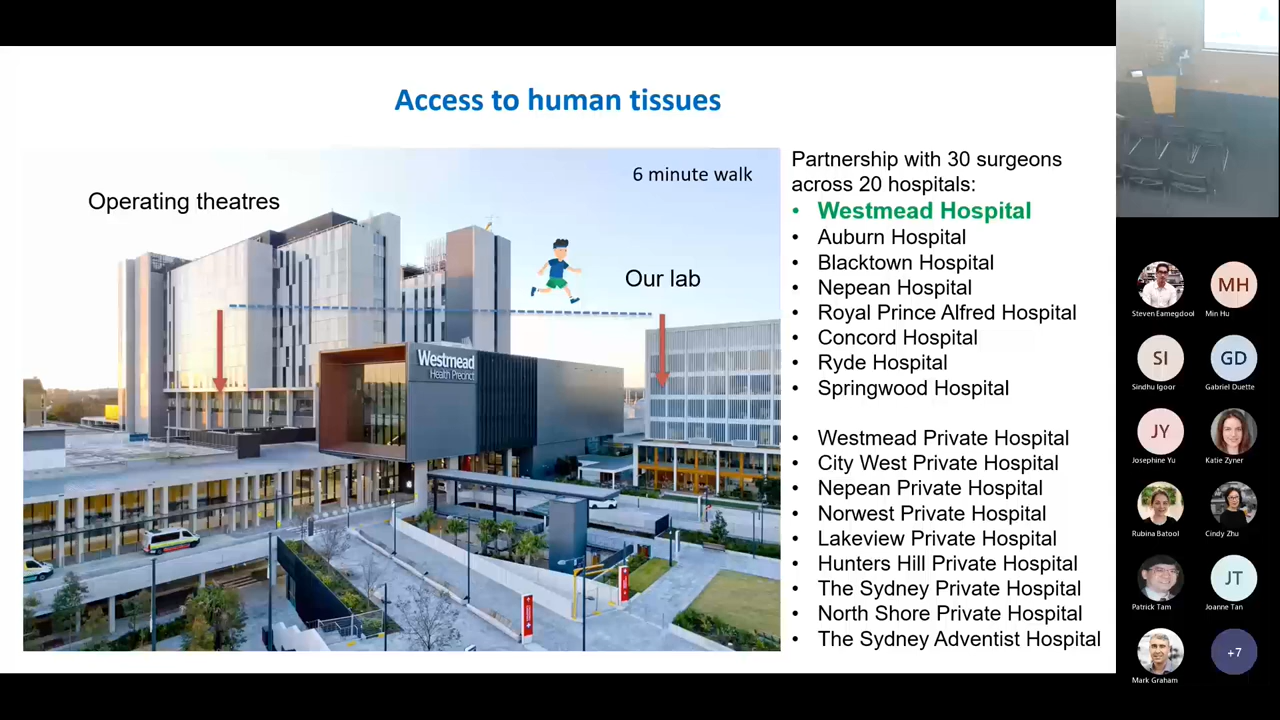 Access to human tissues
6 minute walk
Operating theatres
Our lab
Westmead
Health Precinct
Partnership with 30 surgeons
across 20 hospitals:
• Westmead Hospital
• Auburn Hospital
• Blacktown Hospital
• Nepean Hospital
• Royal Prince Alfred Hospital
• Concord Hospital
• Ryde Hospital
• Springwood Hospital
• Westmead Private Hospital
• City West Private Hospital
• Nepean Private Hospital
• Norwest Private Hospital
• Lakeview Private Hospital
• Hunters Hill Private Hospital
• The Sydney Private Hospital
• North Shore Private Hospital
• The Sydney Adventist Hospital
MH
Steven Eamegdool
Min Hu
SI
GD
Sindhu Igoor
Gabriel Duette
JY
Josephine Yu
Katie Zyner
Rubina Batool
Cindy Zhu
JT
Patrick Tam
Joanne Tan
+7
Mark Graham